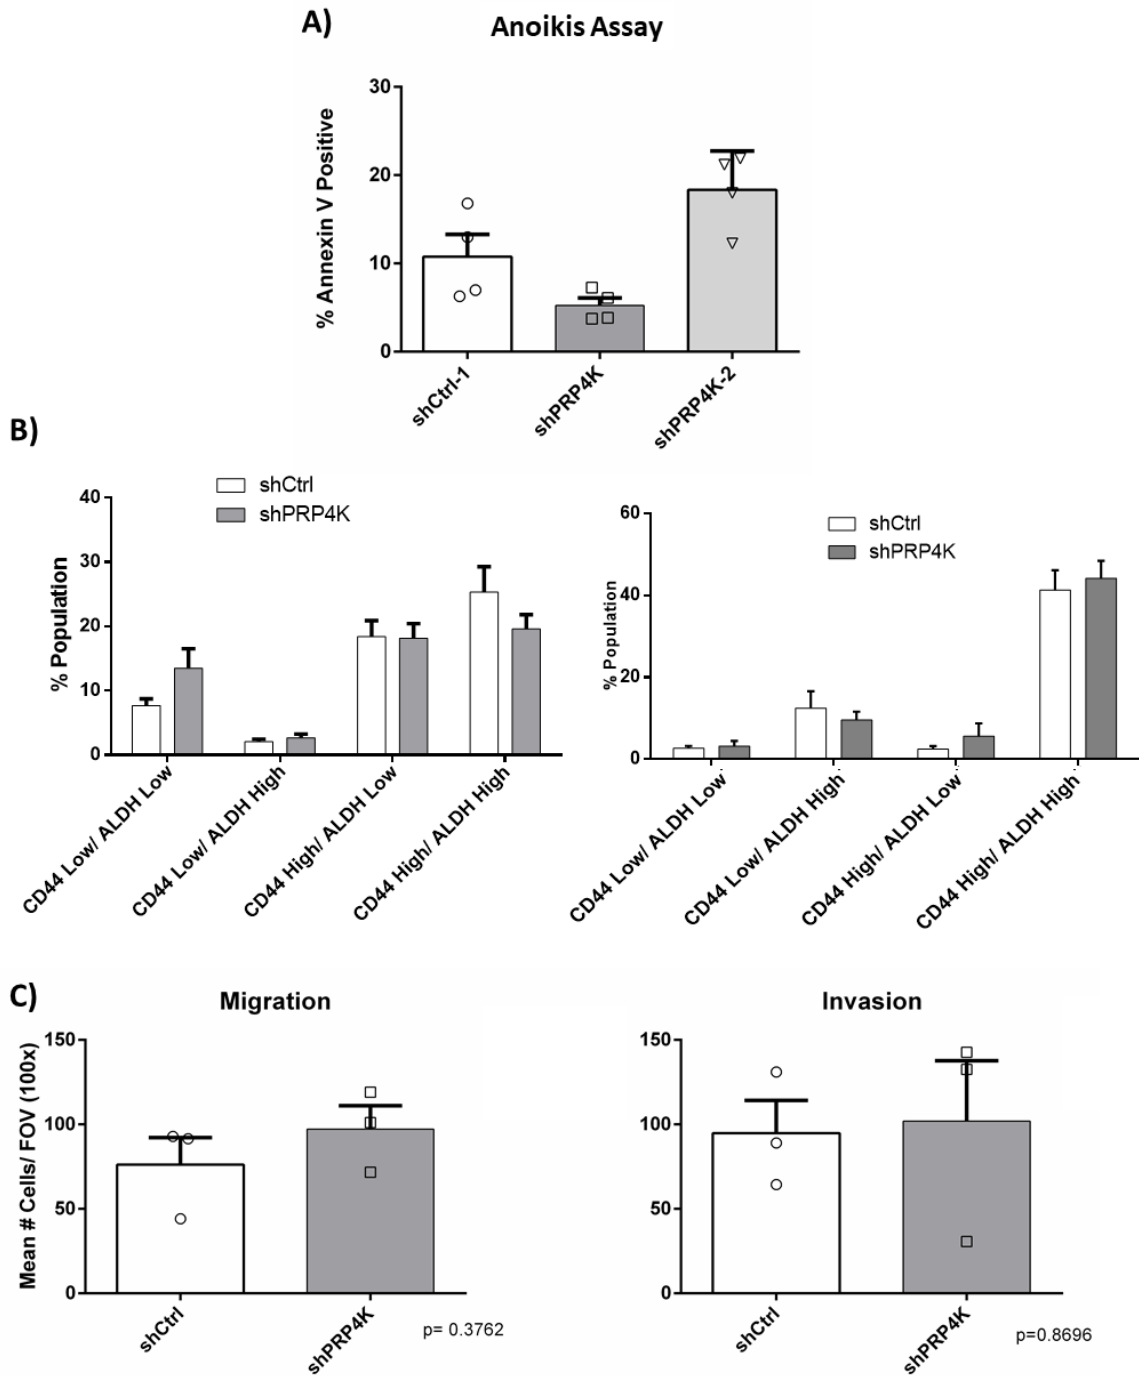 A)
Anoikis Assay
% Annexin V Positive
30
20
10
0
shCtrl-1
shPRP4K
shPRP4K-2
B)
shCtrl
shPRP4K
% Population
40
30
20
10
0
CD44 Low/ ALDH Low
CD44 Low/ ALDH High
CD44 High/ ALDH Low
CD44 High/ ALDH High
shCtrl
shPRP4K
% Population
60
40
20
0
CD44 Low/ ALDH Low
CD44 Low/ ALDH High
CD44 High/ ALDH Low
CD44 High/ ALDH High
C)
Migration
Mean # Cells/ FOV (100x)
150
100
50
0
shCtrl
shPRP4K
p= 0.3762
Invasion
150
100
50
0
shCtrl
shPRP4K
p=0.8696